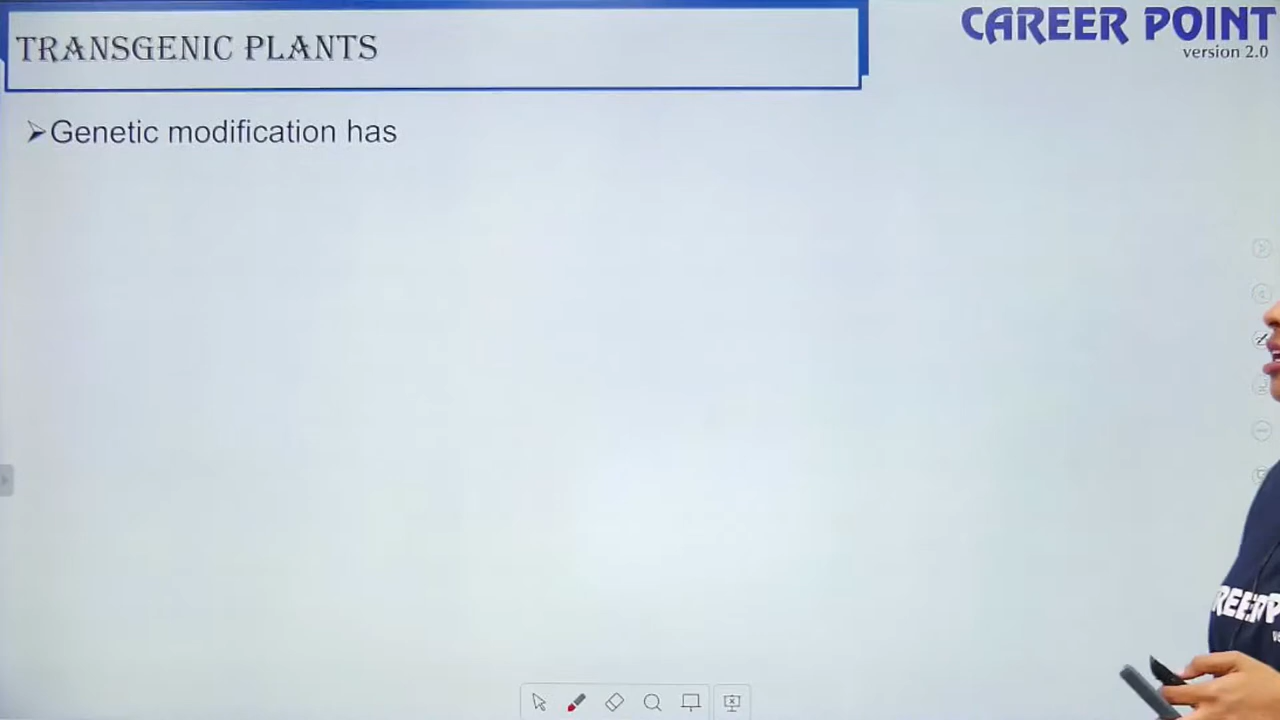 TRANSGENIC PLANTS
CAREER POINT
version 2.0
➢Genetic modification has